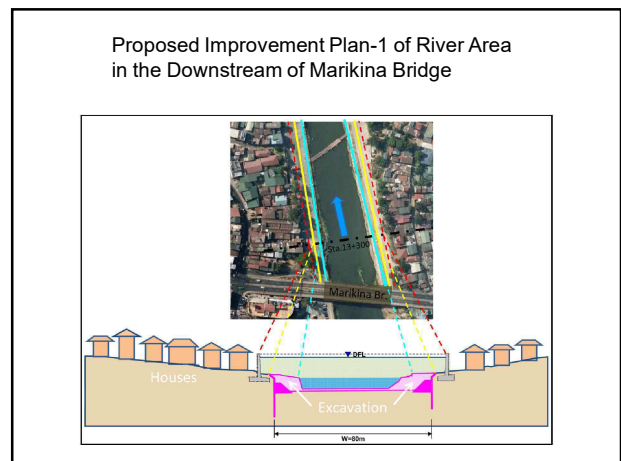 Proposed Improvement Plan-1 of River Area
in the Downstream of Marikina Bridge
Sta.13+300
Marikina Br.
DFL
Houses
Excavation
W=80m